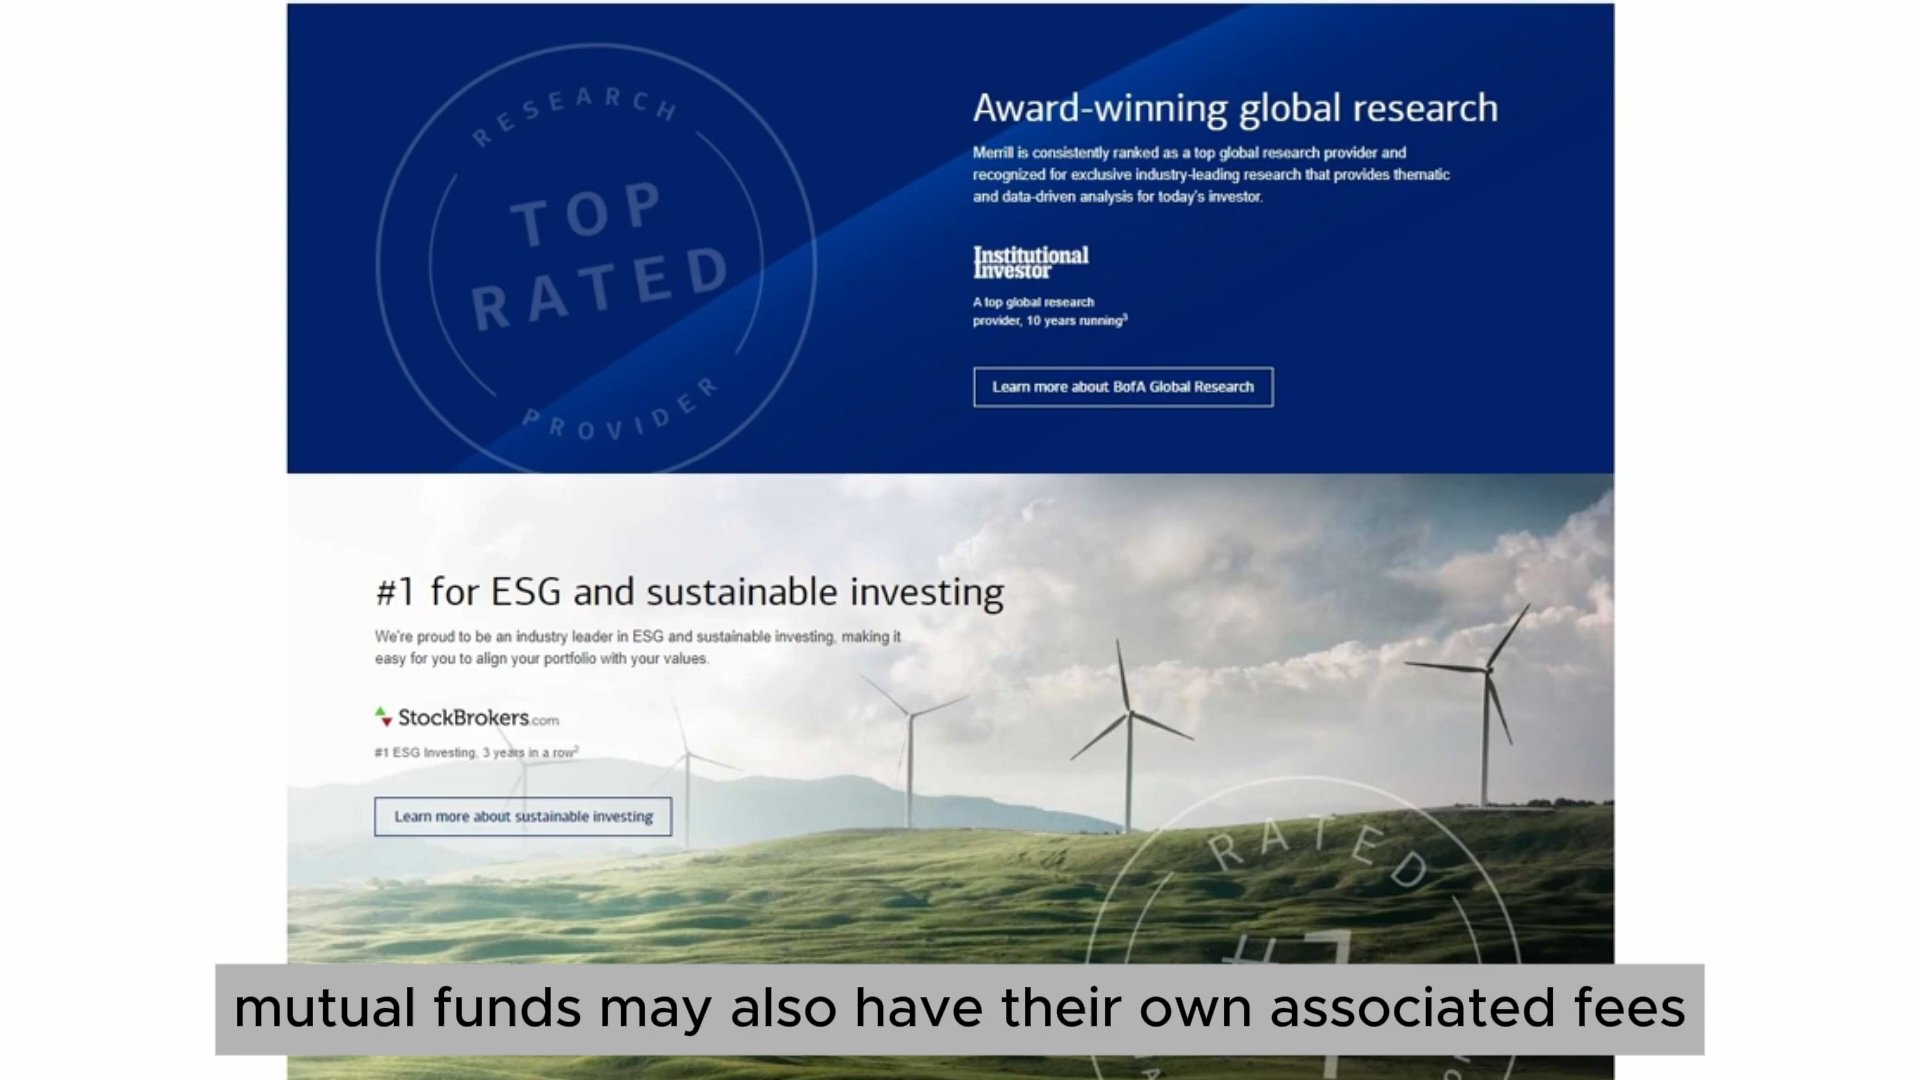 RESEARCH
TOP
RATED
PROVIDER
Award-winning global research
Merrill is consistently ranked as a top global research provider and
recognized for exclusive industry-leading research that provides thematic
and data-driven analysis for today's investor.
Institutional
Investor
A top global research
provider, 10 years running3
Learn more about BofA Global Research
#1 for ESG and sustainable investing
We're proud to be an industry leader in ESG and sustainable investing, making it
easy for you to align your portfolio with your values.
StockBrokers.com
#1 ESG Investing, 3 years in a row2
Learn more about sustainable investing
RATED
mutual funds may also have their own associated fees